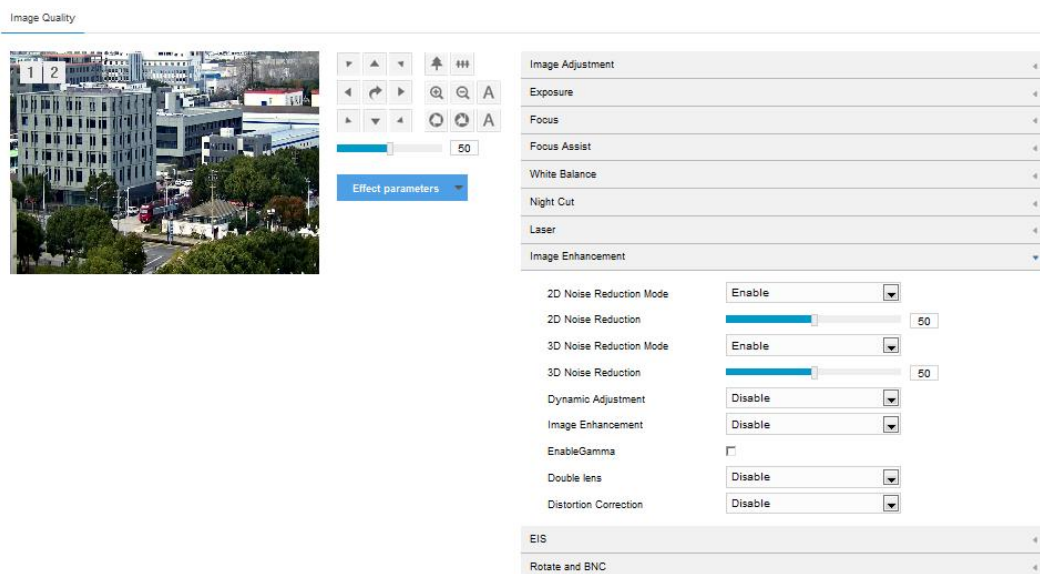 Image Quality
1 2
A
A
50
Effect parameters
Image Adjustment
Exposure
Focus
Focus Assist
White Balance
Night Cut
Laser
Image Enhancement
2D Noise Reduction Mode Enable
2D Noise Reduction 50
3D Noise Reduction Mode Enable
3D Noise Reduction 50
Dynamic Adjustment Disable
Image Enhancement Disable
EnableGamma
Double lens Disable
Distortion Correction Disable
EIS
Rotate and BNC